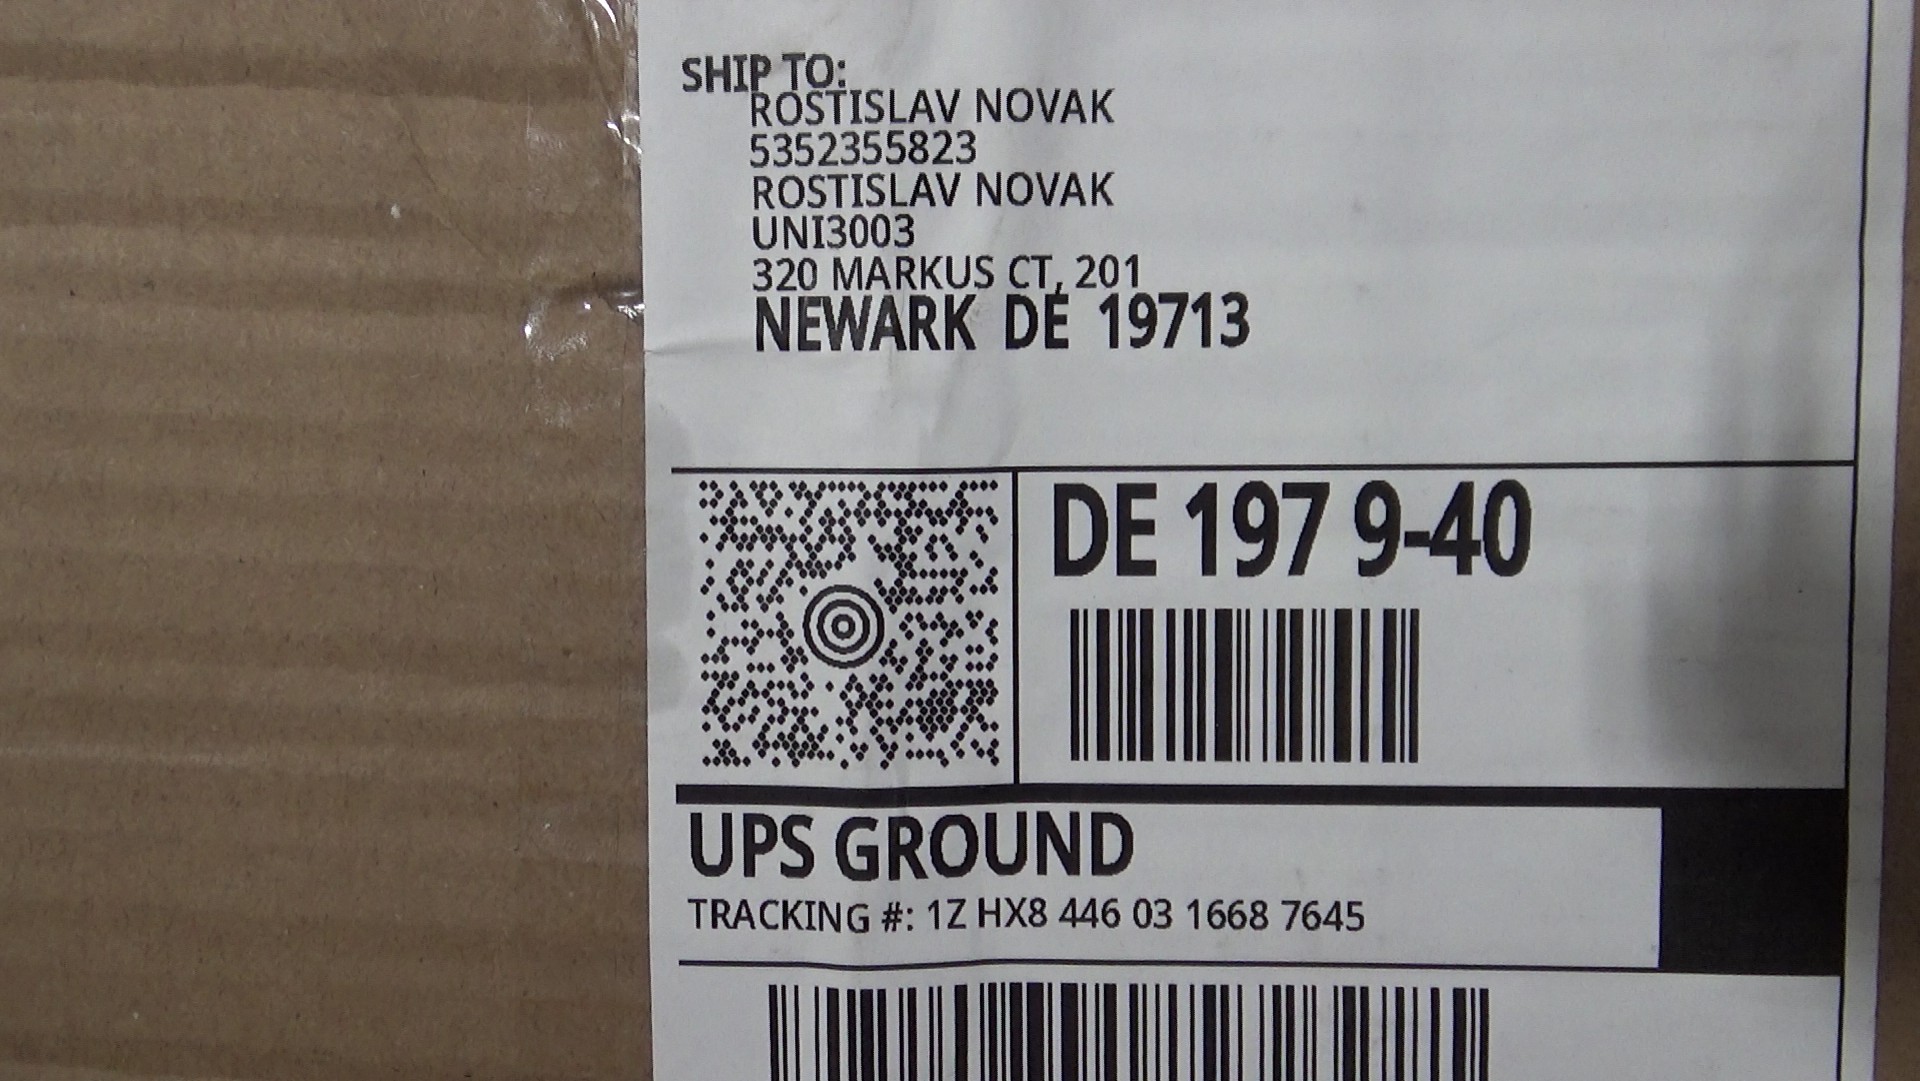 SHIP TO:
ROSTISLAV NOVAK
5352355823
ROSTISLAV NOVAK
UNI3003
320 MARKUS CT, 201
NEWARK DE 19713
DE 197 9-40
UPS GROUND
TRACKING #: 1Z HX8 446 03 1668 7645